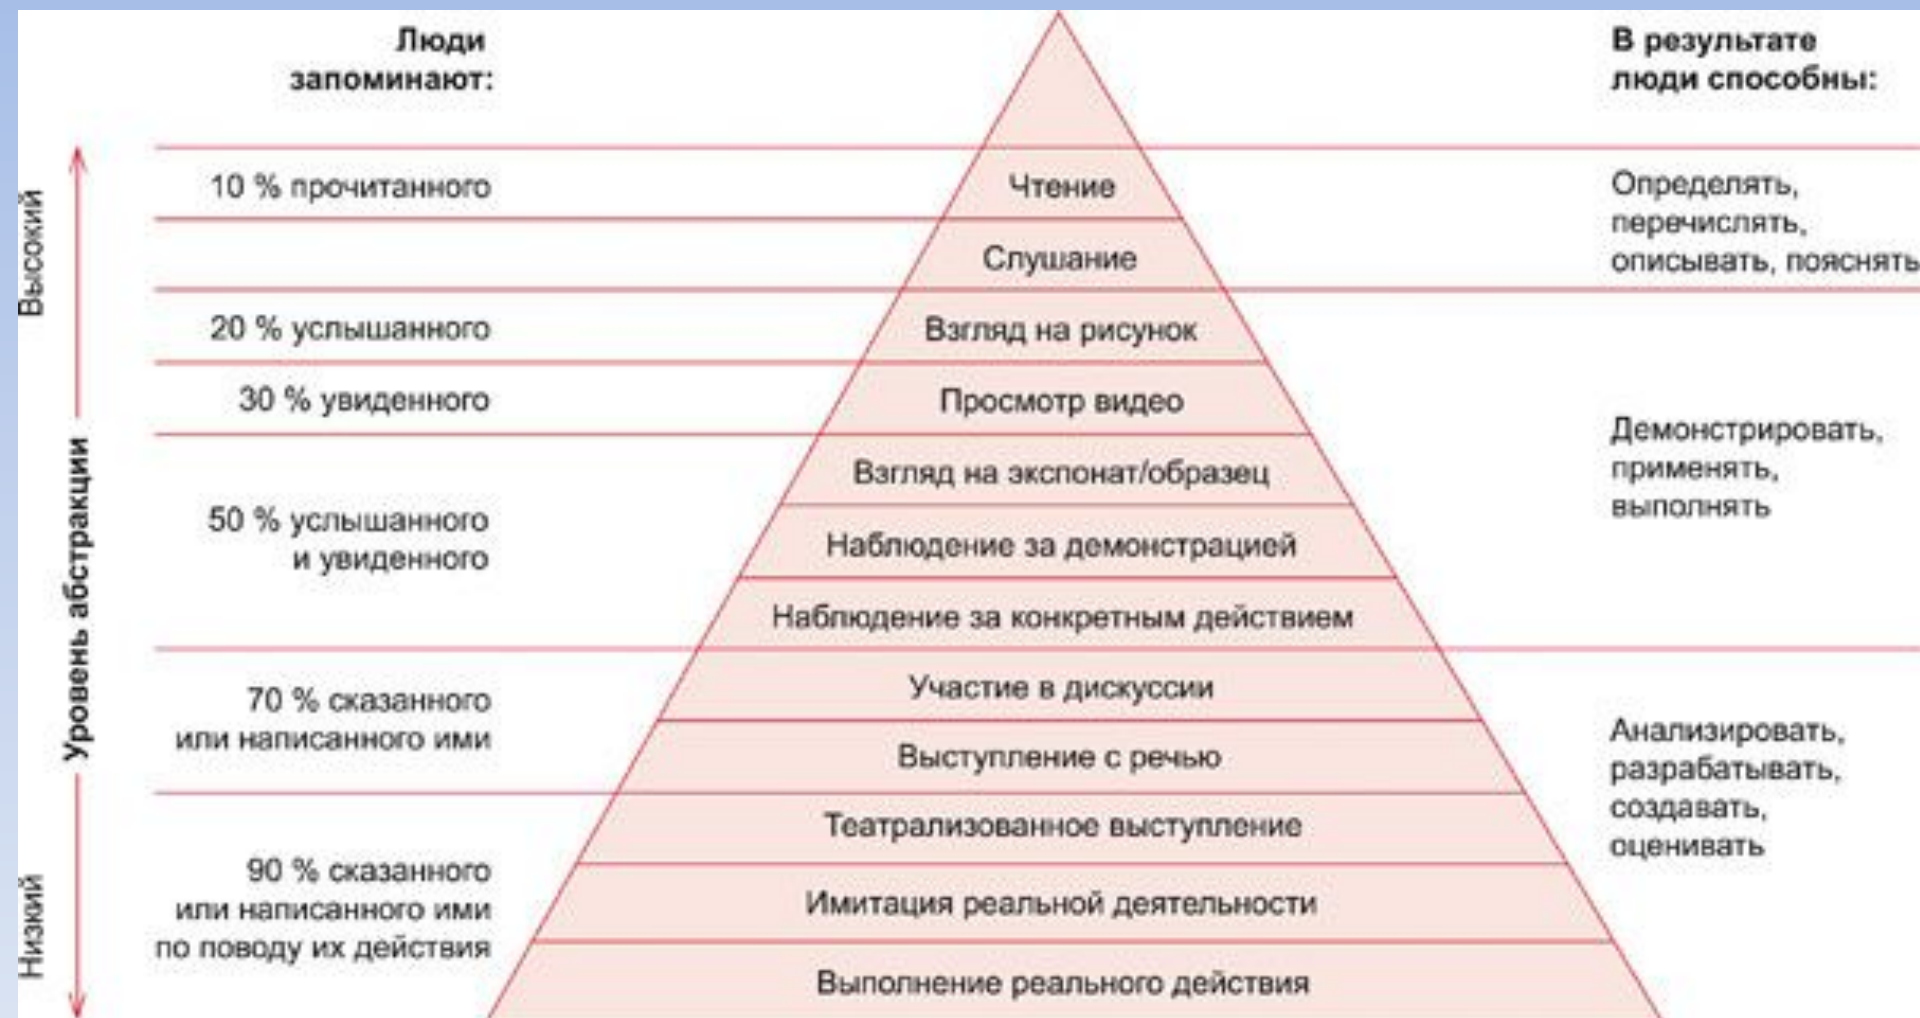 Люди
запоминают:
В результате
люди способны:
Высокий
Уровень абстракции
Низкий
10 % прочитанного
20 % услышанного
30 % увиденного
50 % услышанного
и увиденного
70 % сказанного
или написанного ими
90 % сказанного
или написанного ими
по поводу их действия
Чтение
Слушание
Взгляд на рисунок
Просмотр видео
Взгляд на экспонат/образец
Наблюдение за демонстрацией
Наблюдение за конкретным действием
Участие в дискуссии
Выступление с речью
Театрализованное выступление
Имитация реальной деятельности
Выполнение реального действия
Определять,
перечислять,
описывать, пояснять
Демонстрировать,
применять,
выполнять
Анализировать,
разрабатывать,
создавать,
оценивать